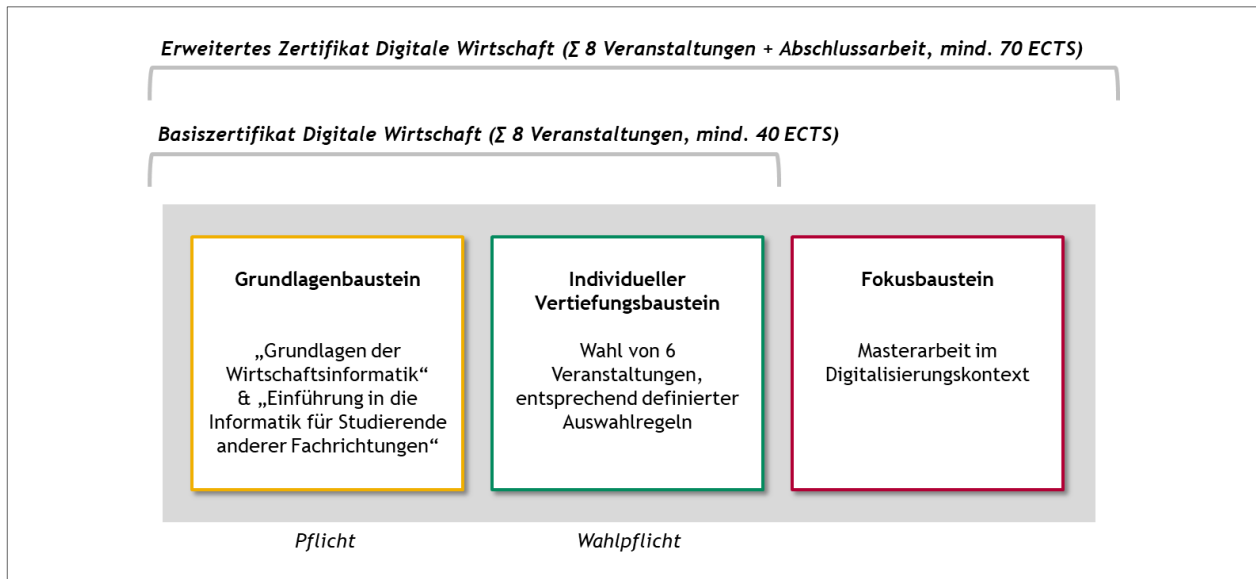 Erweitertes Zertifikat Digitale Wirtschaft (Σ 8 Veranstaltungen + Abschlussarbeit, mind. 70 ECTS)
Basiszertifikat Digitale Wirtschaft (Σ 8 Veranstaltungen, mind. 40 ECTS)
Grundlagenbaustein
„Grundlagen der
Wirtschaftsinformatik“
& „Einführung in die
Informatik für Studierende
anderer Fachrichtungen“
Individueller
Vertiefungsbaustein
Wahl von 6
Veranstaltungen,
entsprechend definierter
Auswahlregeln
Fokusbaustein
Masterarbeit im
Digitalisierungskontext
Pflicht
Wahlpflicht